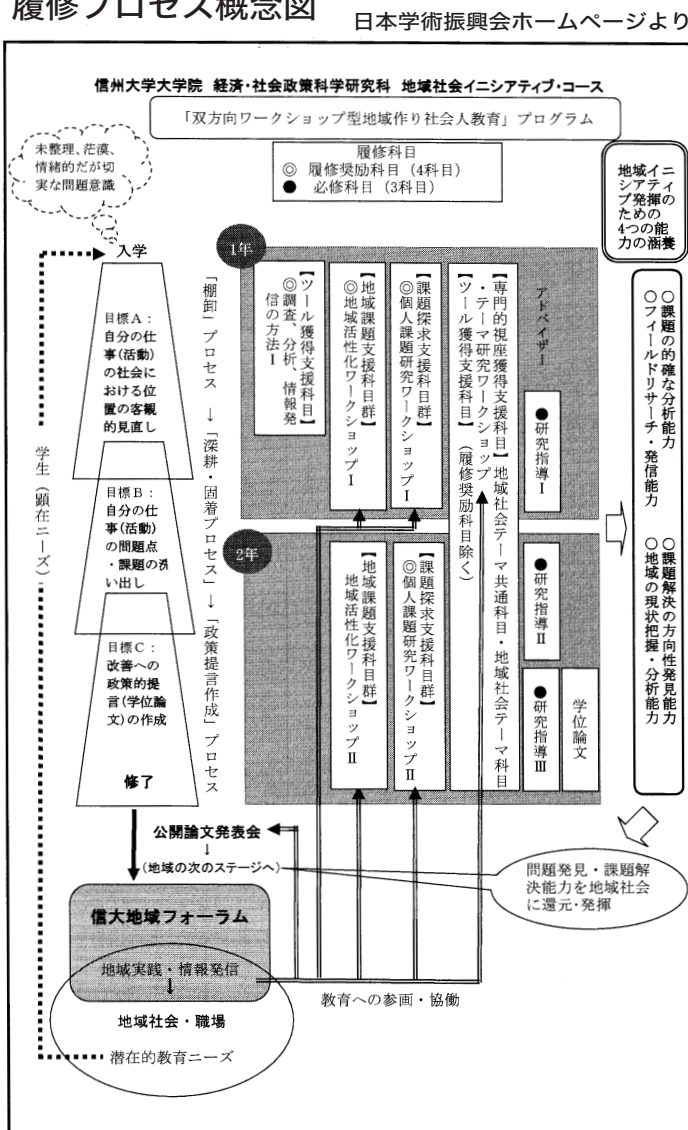 履修プロセス概念図
日本学術振興会ホームページより
信州大学大学院 経済・社会政策科学研究科 地域社会イニシアティブ・コース
「双方向ワークショップ型地域作り社会人教育」プログラム
未整理、茫漠、
情緒的だが切
実な問題意識
履修科目
◎ 履修奨励科目（4科目）
● 必修科目（3科目）
地域イニ
シアティ
ブ発揮の
ための
4つの能
力の涵養
入学
1年
目標A：
自分の仕
事(活動)
の社会に
おける位
置の客観
的見直し
目標B：
自分の仕
事(活動)
の問題点
・課題の洗
い出し
目標C：
改善への
政策的提
言(学位論
文)の作成
修了
学生（顕在ニーズ）
「棚卸」プロセス → 「深耕・固着プロセス」→「政策提言作成」プロセス
【ツール獲得支援科目】
◎調査、分析、情報発
信の方法Ⅰ
【地域課題支援科目群】
◎地域活性化ワークショップⅠ
【課題探求支援科目群】
◎個人課題研究ワークショップⅠ
【専門的視座獲得支援科目】地域社会テーマ共通科目・地域社会テーマ科目
・テーマ研究ワークショップ
【ツール獲得支援科目】（履修奨励科目除く）
アドベイザー
●研究指導Ⅰ
2年
【地域課題支援科目群】
地域活性化ワークショップⅡ
【課題探求支援科目群】
◎個人課題研究ワークショップⅡ
●研究指導Ⅱ
●研究指導Ⅲ
学位論文
○課題の的確な分析能力
○フィールドリサーチ・発信能力
○課題解決の方向性発見能力
○地域の現状把握・分析能力
公開論文発表会
↓
（地域の次のステージへ）
問題発見・課題解
決能力を地域社会
に還元・発揮
信大地域フォーラム
地域実践・情報発信
↓
地域社会・職場
潜在的教育ニーズ
教育への参画・協働